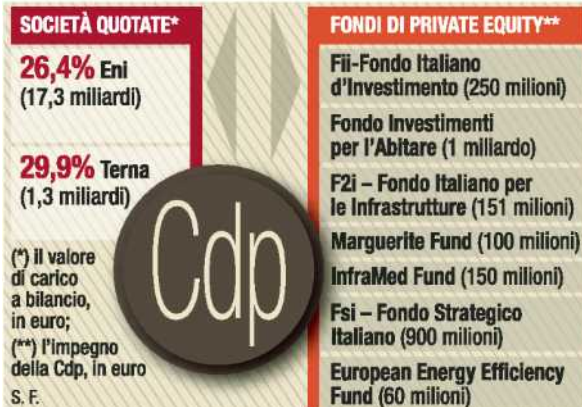 SOCIETÀ QUOTATE*
26,4% Eni
(17,3 miliardi)
29,9% Terna
(1,3 miliardi)
(*) il valore
di carico
a bilancio,
in euro;
(**) l'impegno
della Cdp, in euro
S. F.
Cdp
FONDI DI PRIVATE EQUITY**
Fii-Fondo Italiano
d'Investimento (250 milioni)
Fondo Investimenti
per l'Abitare (1 miliardo)
F2i – Fondo Italiano per
le Infrastrutture (151 milioni)
Marguerite Fund (100 milioni)
InfraMed Fund (150 milioni)
Fsi – Fondo Strategico
Italiano (900 milioni)
European Energy Efficiency
Fund (60 milioni)